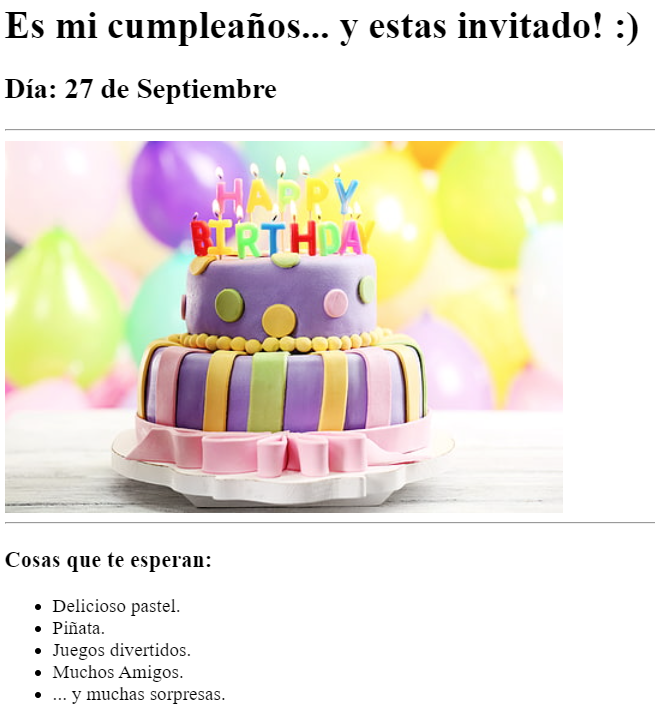 Es mi cumpleaños... y estas invitado! :)
Día: 27 de Septiembre
HAPPY
BIRTHDAY
Cosas que te esperan:
Delicioso pastel.
Piñata.
Juegos divertidos.
Muchos Amigos.
... y muchas sorpresas.